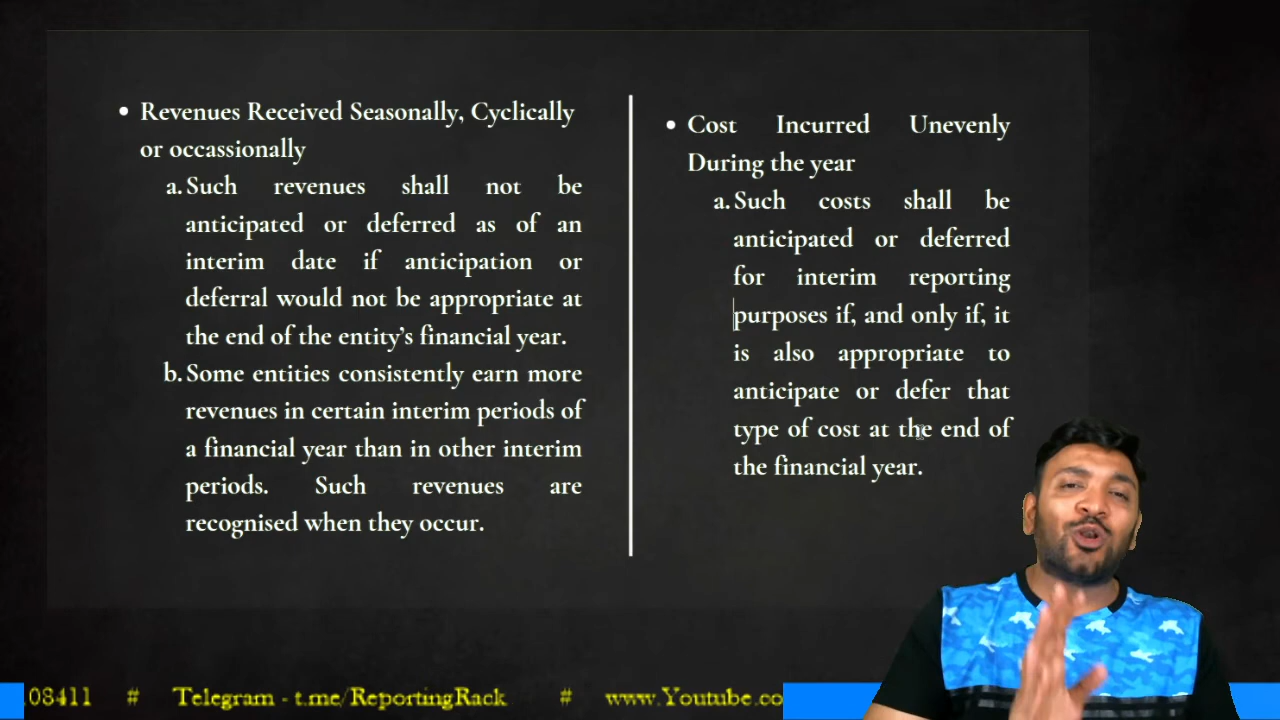 • Revenues Received Seasonally, Cyclically
or occassionally
a. Such revenues shall not be
anticipated or deferred as of an
interim date if anticipation or
deferral would not be appropriate at
the end of the entity's financial year.
b. Some entities consistently earn more
revenues in certain interim periods of
a financial year than in other interim
periods. Such revenues are
recognised when they occur.
• Cost Incurred Unevenly
During the year
a. Such costs shall be
anticipated or deferred
for interim reporting
purposes if, and only if, it
is also appropriate to
anticipate or defer that
type of cost at the end of
the financial year.
08411 # Telegram - t.me/ReportingRack # www.Youtube.co